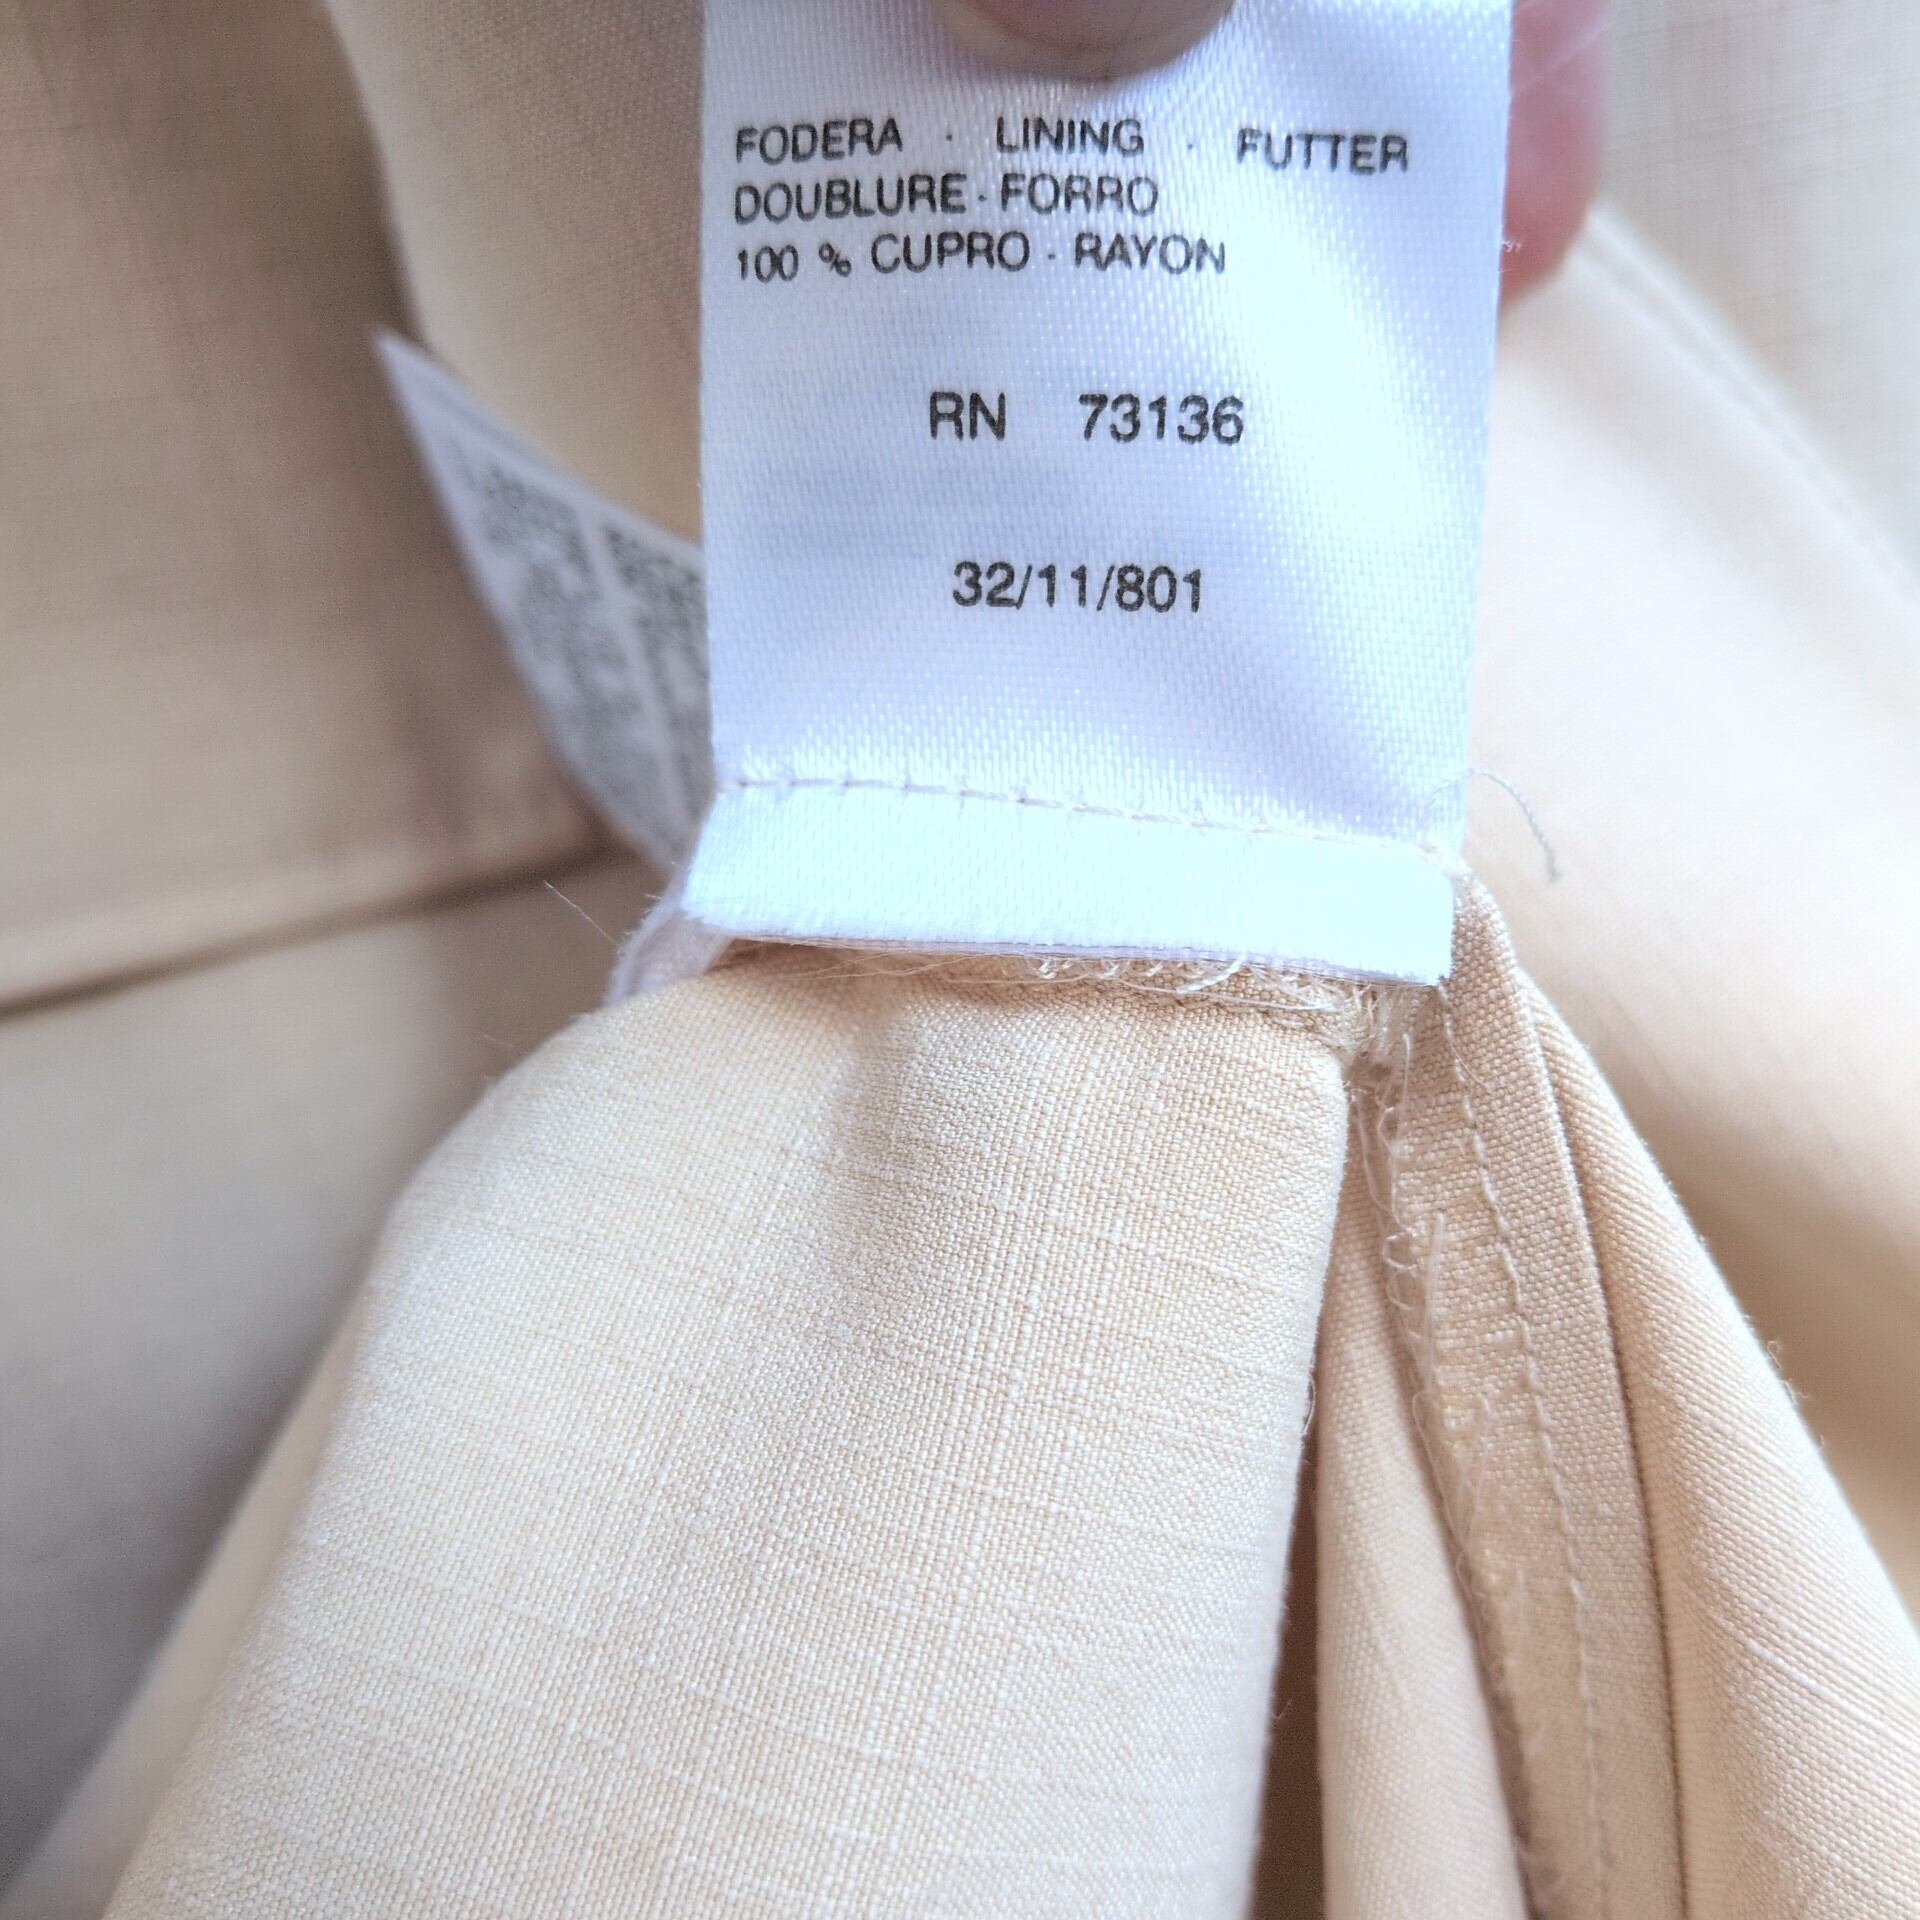 FODERA · LINING · FUTTER
DOUBLURE · FORRO
100 % CUPRO · RAYON
RN 73136
32/11/801